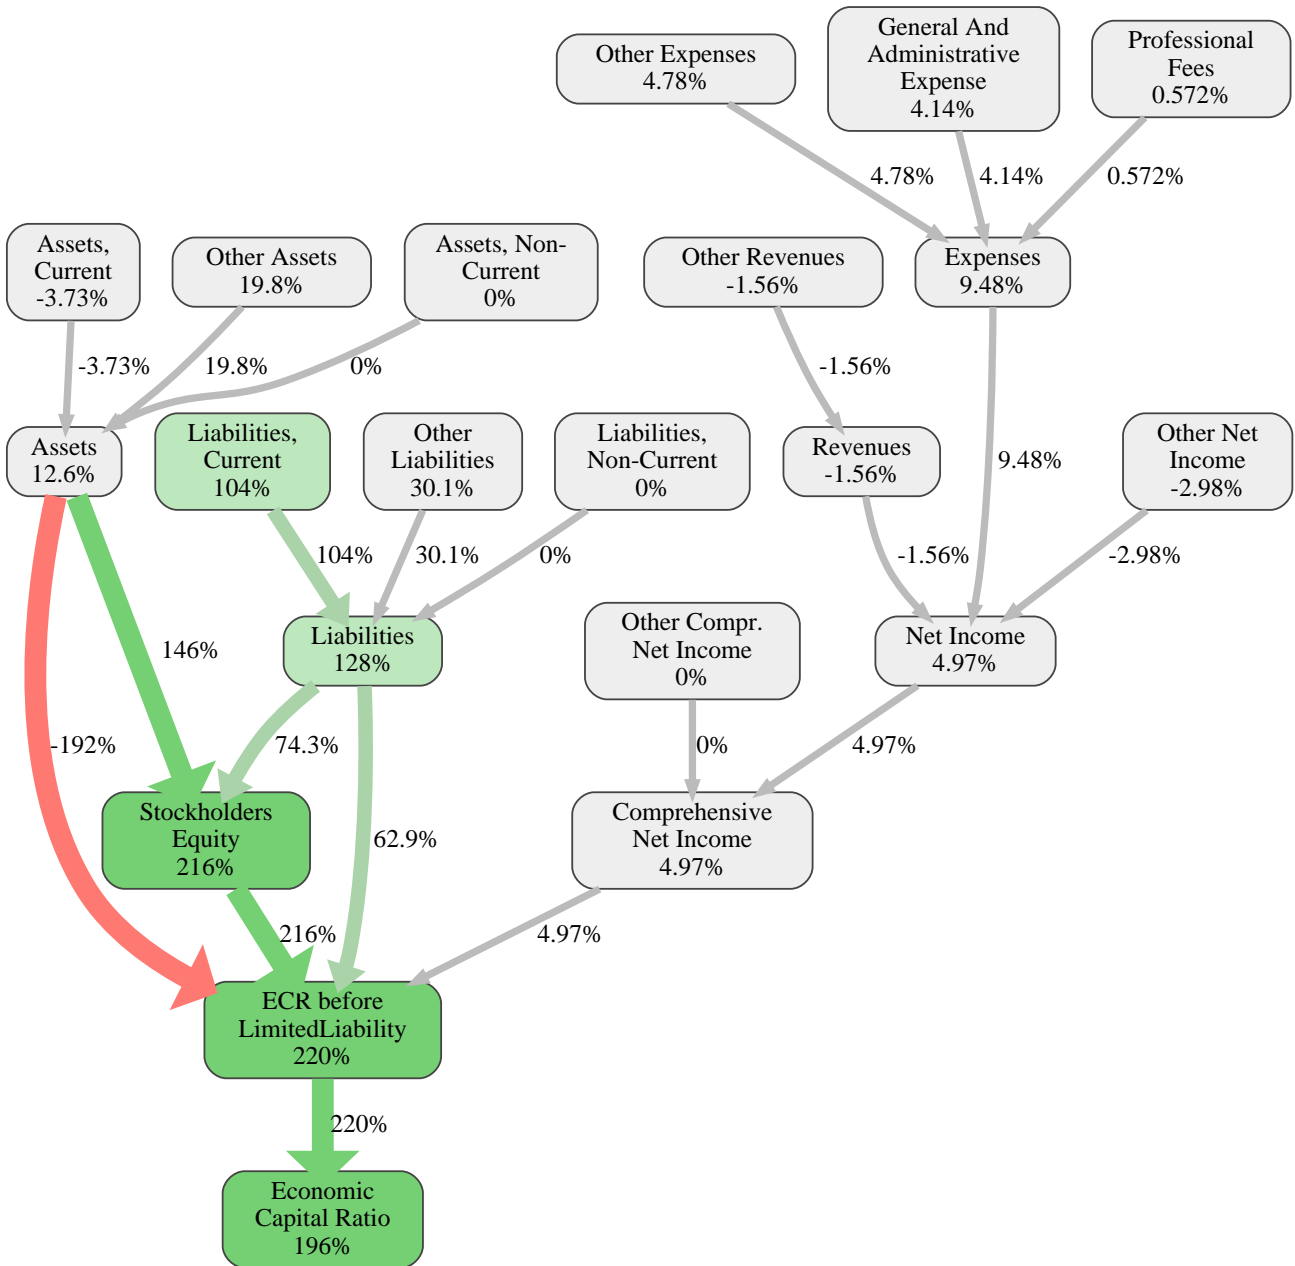 Other Expenses
4.78%
General And
Administrative
Expense
4.14%
Professional
Fees
0.572%
4.78%
4.14%
0.572%
Assets,
Current
-3.73%
Other Assets
19.8%
Assets, Non-
Current
0%
Other Revenues
-1.56%
Expenses
9.48%
-3.73%
19.8%
0%
-1.56%
Assets
12.6%
Liabilities,
Current
104%
Other
Liabilities
30.1%
Liabilities,
Non-Current
0%
Revenues
-1.56%
9.48%
Other Net
Income
-2.98%
104%
30.1%
0%
-1.56%
-2.98%
146%
Liabilities
128%
Other Compr.
Net Income
0%
Net Income
4.97%
-192%
74.3%
0%
4.97%
Stockholders
Equity
216%
62.9%
Comprehensive
Net Income
4.97%
216%
4.97%
ECR before
LimitedLiability
220%
220%
Economic
Capital Ratio
196%